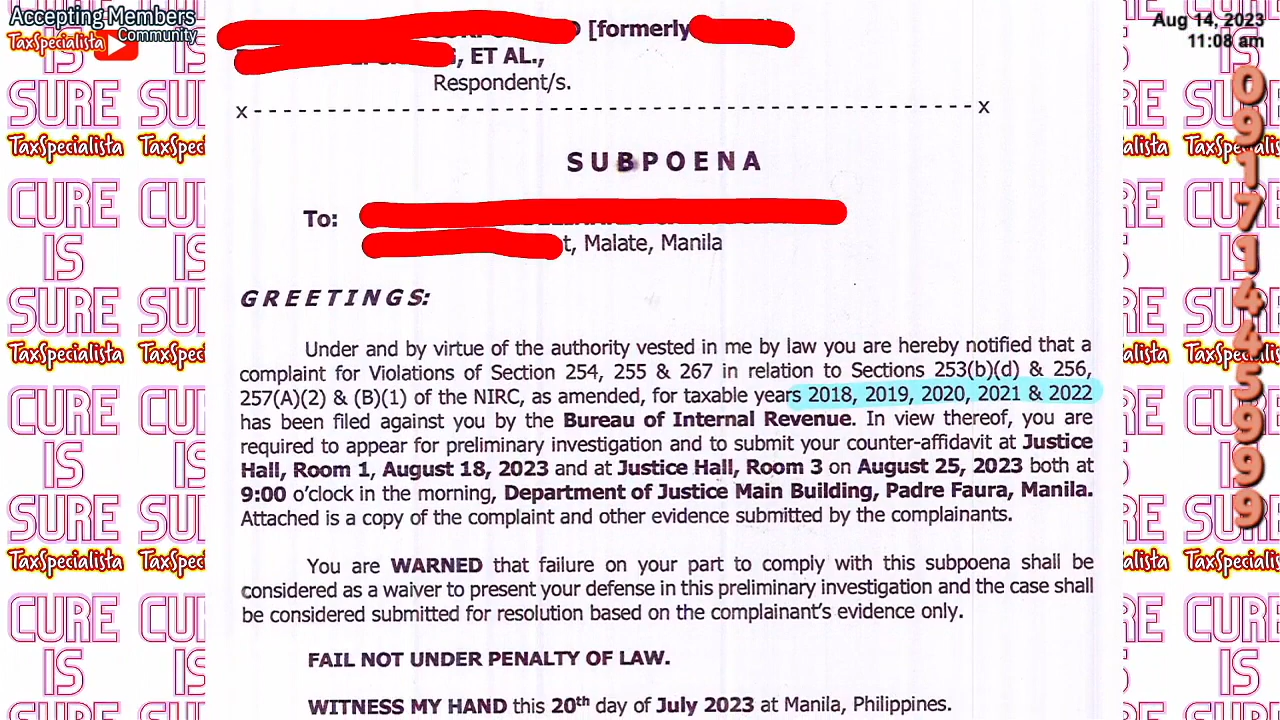 Accepting Members
TaxSpecialista Community
Aug 14, 2023
11:08 am
[formerly
, ET AL.,
Respondent/s.
x-----------------------------------------------------x
SUBPOENA
To:
t, Malate, Manila
GREETINGS:
Under and by virtue of the authority vested in me by law you are hereby notified that a
complaint for Violations of Section 254, 255 & 267 in relation to Sections 253(b)(d) & 256,
257(A)(2) & (B)(1) of the NIRC, as amended, for taxable years 2018, 2019, 2020, 2021 & 2022
has been filed against you by the Bureau of Internal Revenue. In view thereof, you are
required to appear for preliminary investigation and to submit your counter-affidavit at Justice
Hall, Room 1, August 18, 2023 and at Justice Hall, Room 3 on August 25, 2023 both at
9:00 o'clock in the morning, Department of Justice Main Building, Padre Faura, Manila.
Attached is a copy of the complaint and other evidence submitted by the complainants.
You are WARNED that failure on your part to comply with this subpoena shall be
considered as a waiver to present your defense in this preliminary investigation and the case shall
be considered submitted for resolution based on the complainant's evidence only.
FAIL NOT UNDER PENALTY OF LAW.
WITNESS MY HAND this 20th day of July 2023 at Manila, Philippines.
09171445999
IS
SURE
TaxSpecialista
CURE
IS
SURE
TaxSpecialista
CURE
IS
SURE
TaxSpecialista
CURE
IS